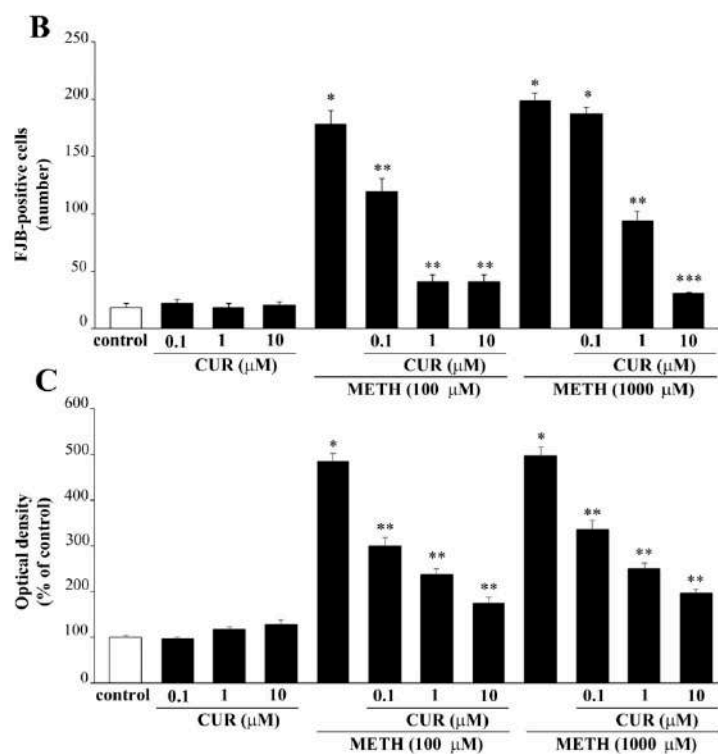 B
FJB-positive cells
(number)
250
200
150
100
50
0
*
**
**
**
*
*
**
***
control
0.1 1 10
0.1 1 10
0.1 1 10
CUR (μM)
CUR (μM)
CUR (μM)
METH (100 μM)
METH (1000 μM)
C
Optical density
(% of control)
600
500
400
300
200
100
0
*
**
**
**
*
**
**
**
control
0.1 1 10
0.1 1 10
0.1 1 10
CUR (μM)
CUR (μM)
CUR (μM)
METH (100 μM)
METH (1000 μM)